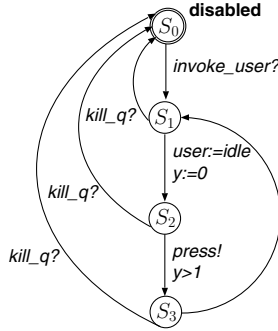 disabled
S0
invoke_user?
S1
kill_q?
user:=idle
y:=0
kill_q?
S2
press!
y>1
kill_q?
S3